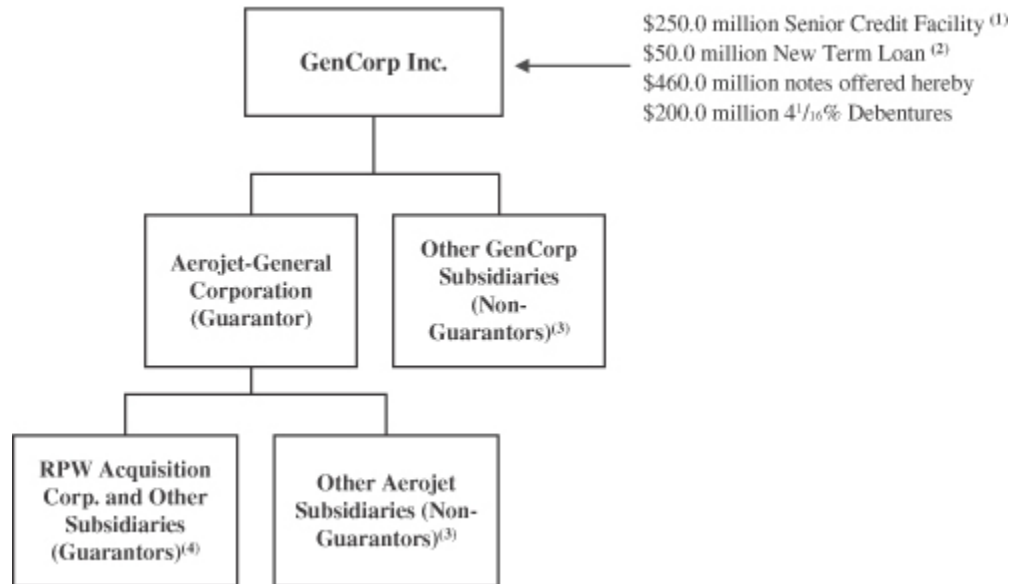 GenCorp Inc.
$250.0 million Senior Credit Facility (1)
$50.0 million New Term Loan (2)
$460.0 million notes offered hereby
$200.0 million 4 1/16% Debentures
Aerojet-General
Corporation
(Guarantor)
Other GenCorp
Subsidiaries
(Non-
Guarantors)(3)
RPW Acquisition
Corp. and Other
Subsidiaries
(Guarantors)(4)
Other Aerojet
Subsidiaries (Non-
Guarantors)(3)